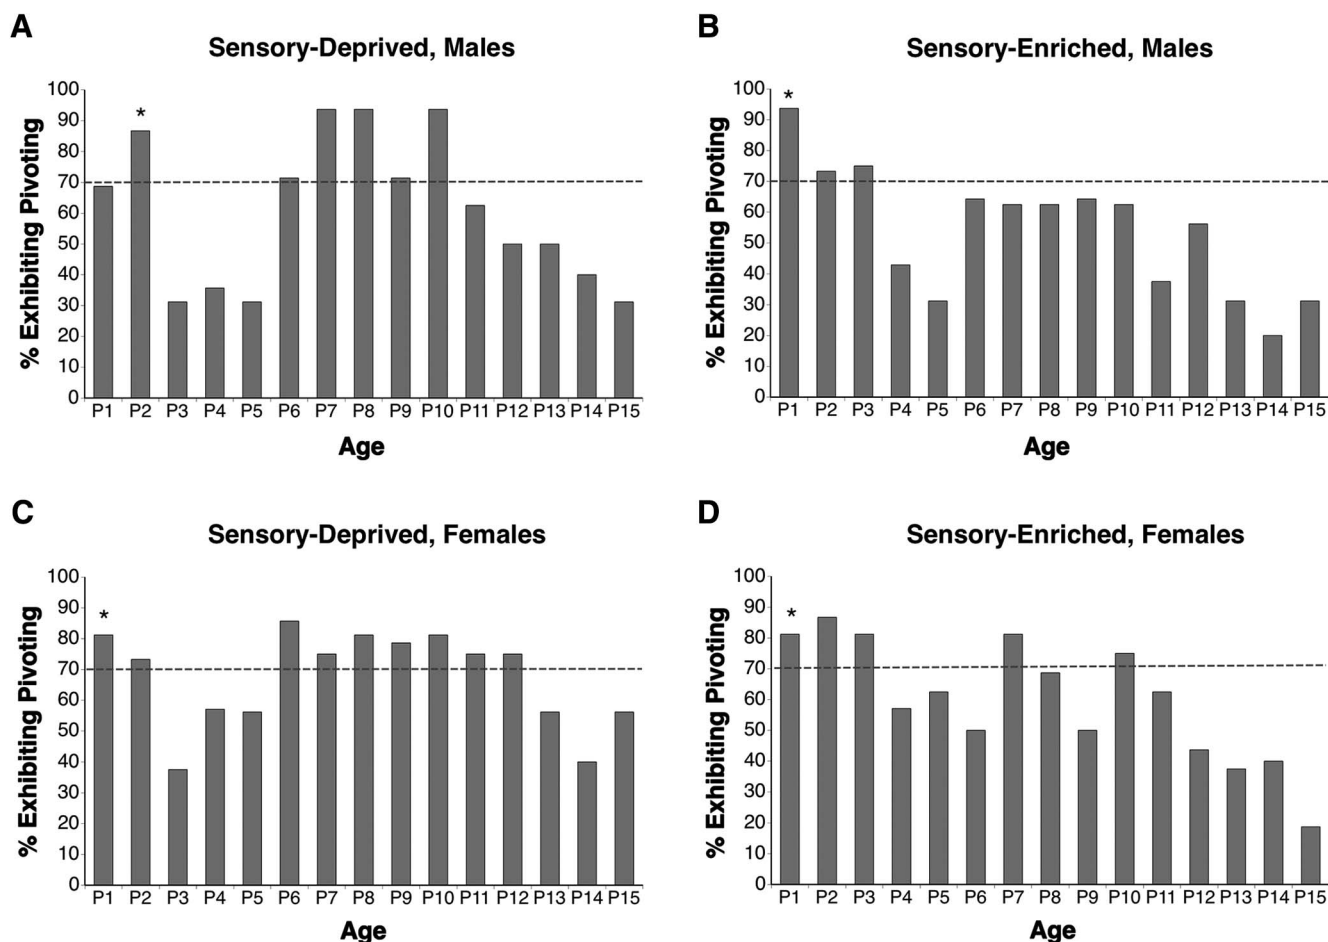 A
Sensory-Deprived, Males
% Exhibiting Pivoting
100
90
80
70
60
50
40
30
20
10
0
*
P1 P2 P3 P4 P5 P6 P7 P8 P9 P10 P11 P12 P13 P14 P15
Age
B
Sensory-Enriched, Males
% Exhibiting Pivoting
100
90
80
70
60
50
40
30
20
10
0
*
P1 P2 P3 P4 P5 P6 P7 P8 P9 P10 P11 P12 P13 P14 P15
Age
C
Sensory-Deprived, Females
% Exhibiting Pivoting
100
90
80
70
60
50
40
30
20
10
0
*
P1 P2 P3 P4 P5 P6 P7 P8 P9 P10 P11 P12 P13 P14 P15
Age
D
Sensory-Enriched, Females
% Exhibiting Pivoting
100
90
80
70
60
50
40
30
20
10
0
*
P1 P2 P3 P4 P5 P6 P7 P8 P9 P10 P11 P12 P13 P14 P15
Age